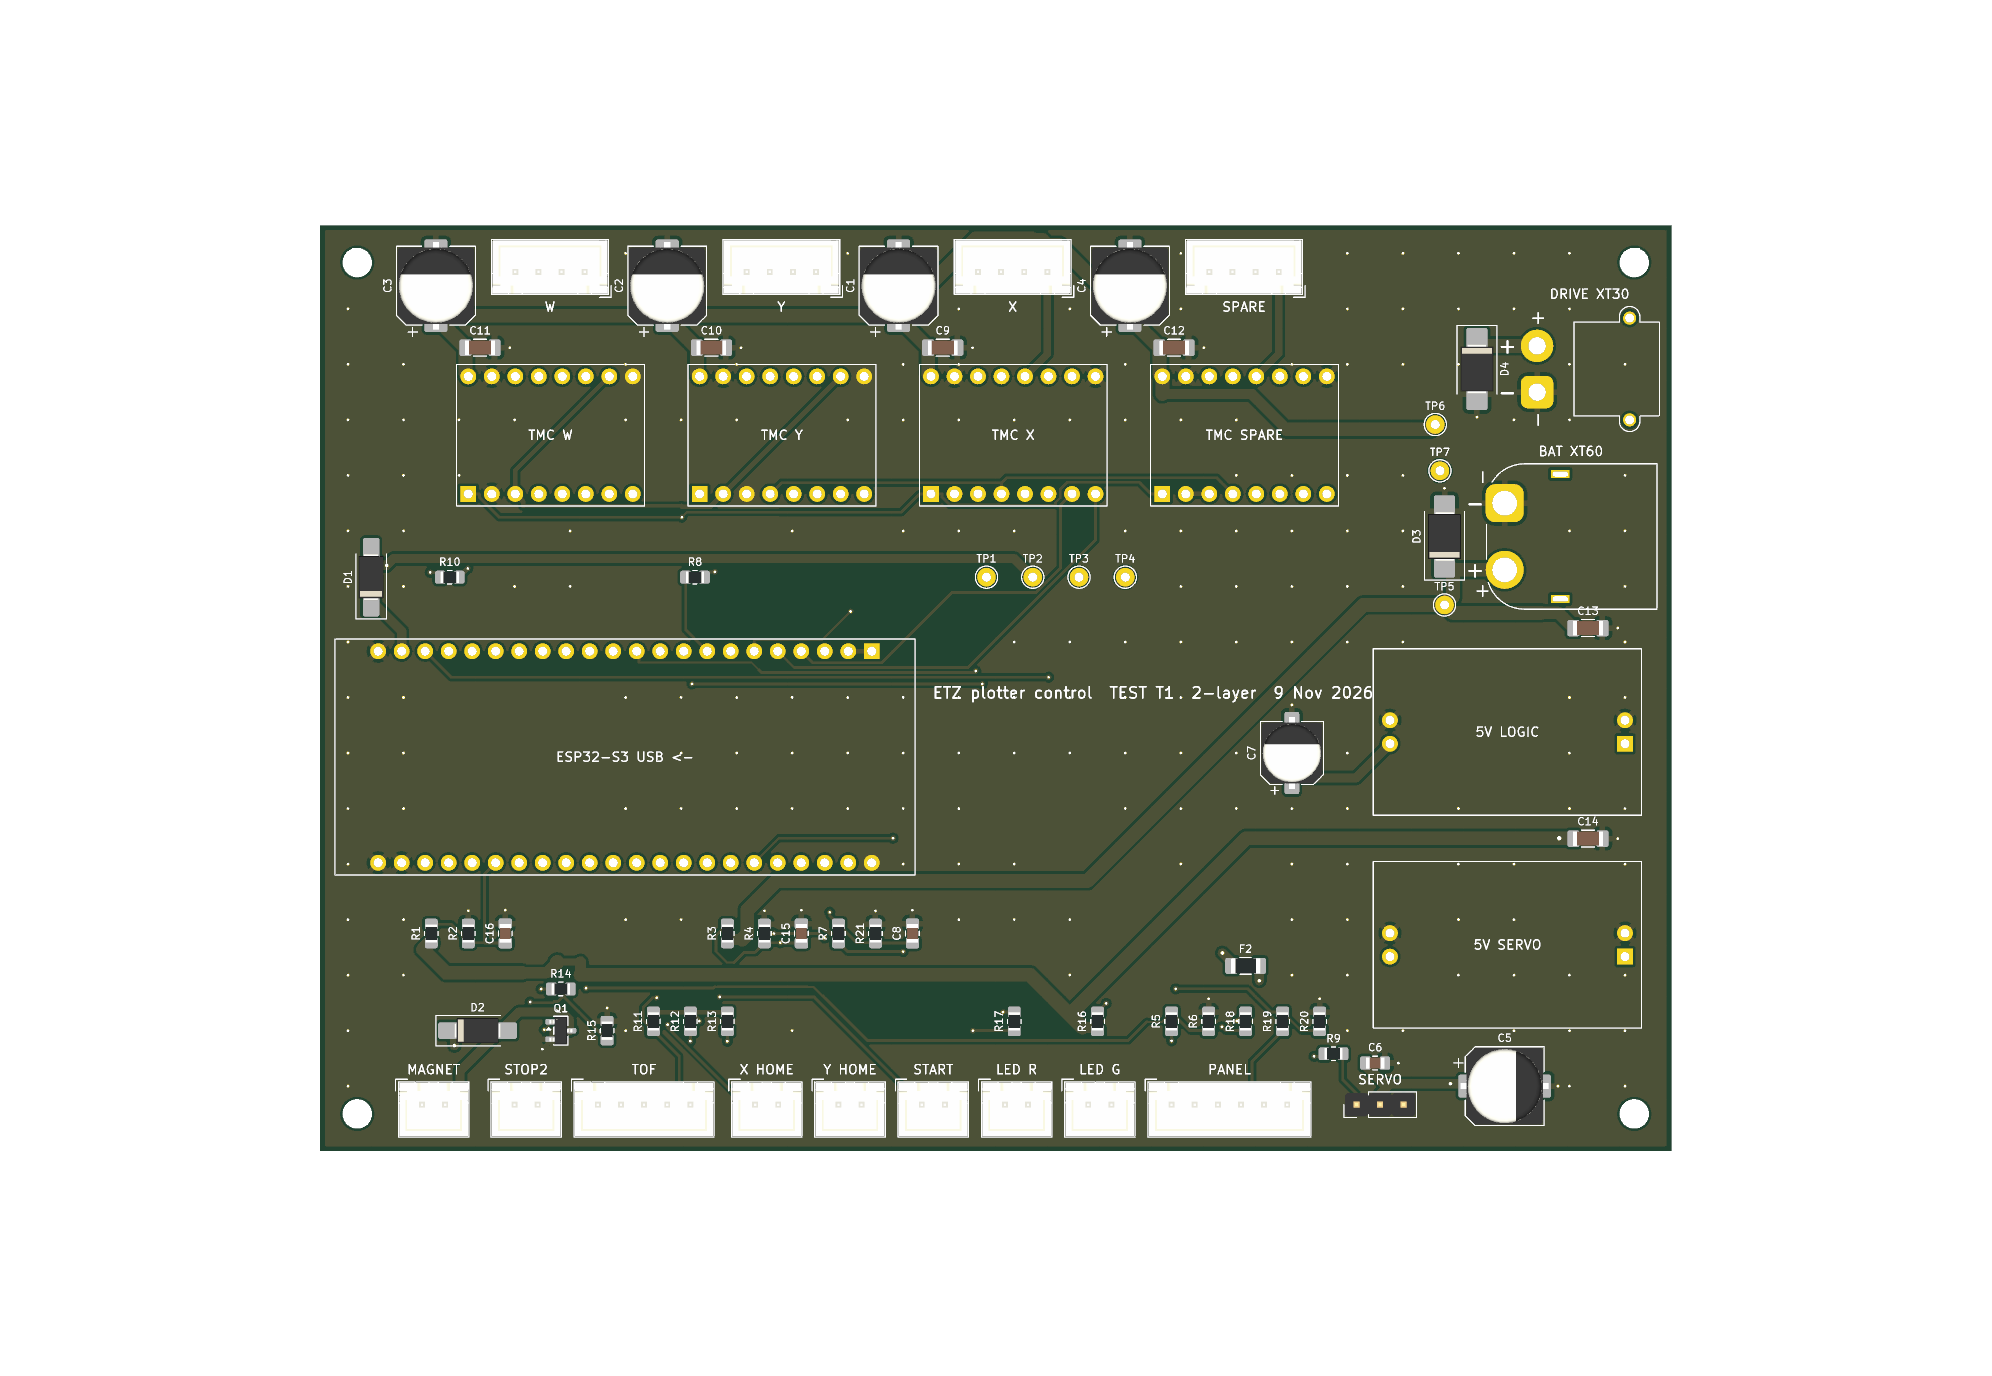 C3
W
C2
Y
C1
X
C4
SPARE
DRIVE XT30
+
+
+
+
+
C11
C10
C9
C12
+
D4
−
−
TMC W
TMC Y
TMC X
TMC SPARE
TP6
TP7
BAT XT60
−
−
D3
+
+
TP5
C13
D1
R10
R8
TP1
TP2
TP3
TP4
ETZ plotter control TEST T1. 2-layer 9 Nov 2026
C7
+
5V LOGIC
ESP32-S3 USB <-
C14
R1
R2
C16
R3
R4
C15
R7
R21
C8
F2
5V SERVO
R14
D2
Q1
R15
R11
R12
R13
R17
R16
R5
R6
R18
R19
R20
R9
C6
+
C5
MAGNET
STOP2
TOF
X HOME
Y HOME
START
LED R
LED G
PANEL
SERVO